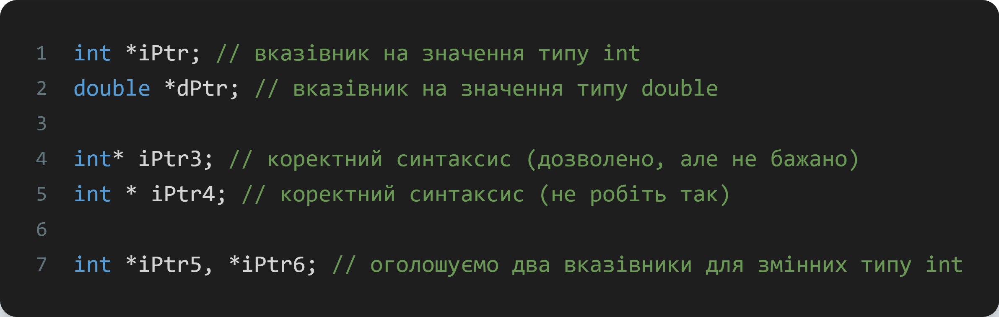 1 int *iPtr; // вказівник на значення типу int
2 double *dPtr; // вказівник на значення типу double
3
4 int* iPtr3; // коректний синтаксис (дозволено, але не бажано)
5 int * iPtr4; // коректний синтаксис (не робіть так)
6
7 int *iPtr5, *iPtr6; // оголошуємо два вказівники для змінних типу int